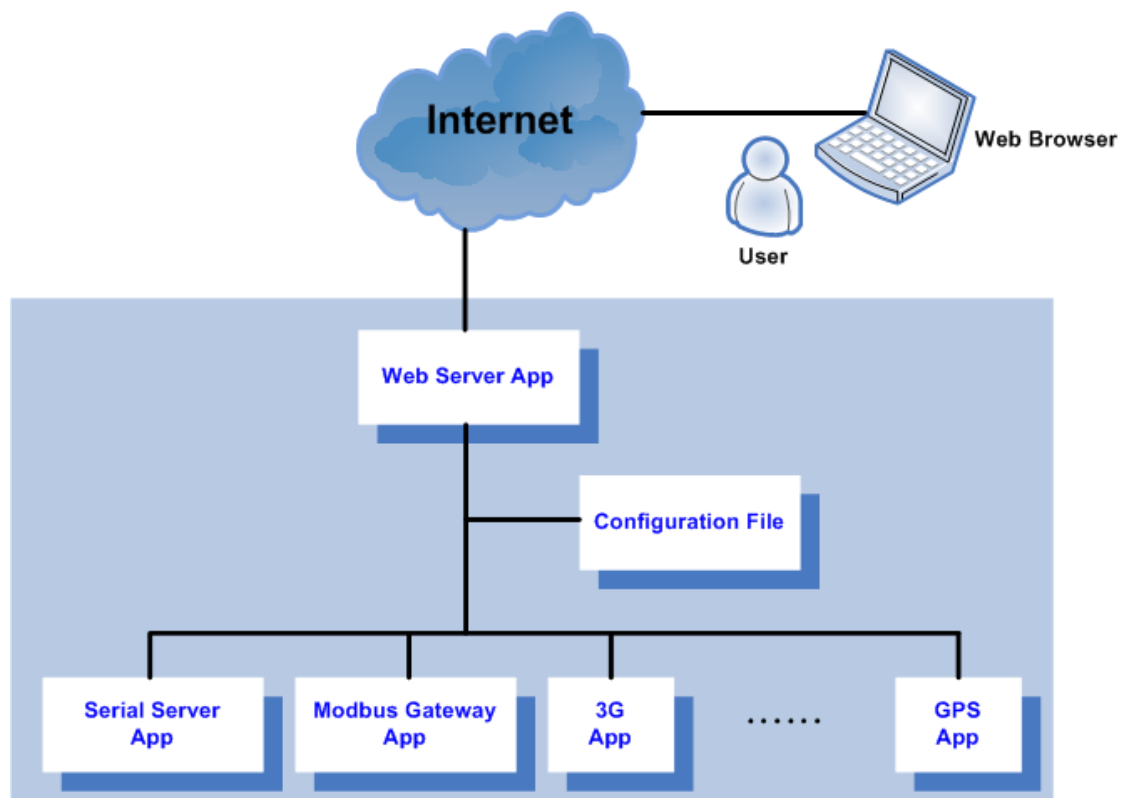 Internet
Web Browser
User
Web Server App
Configuration File
Serial Server
App
Modbus Gateway
App
3G
App
......
GPS
App